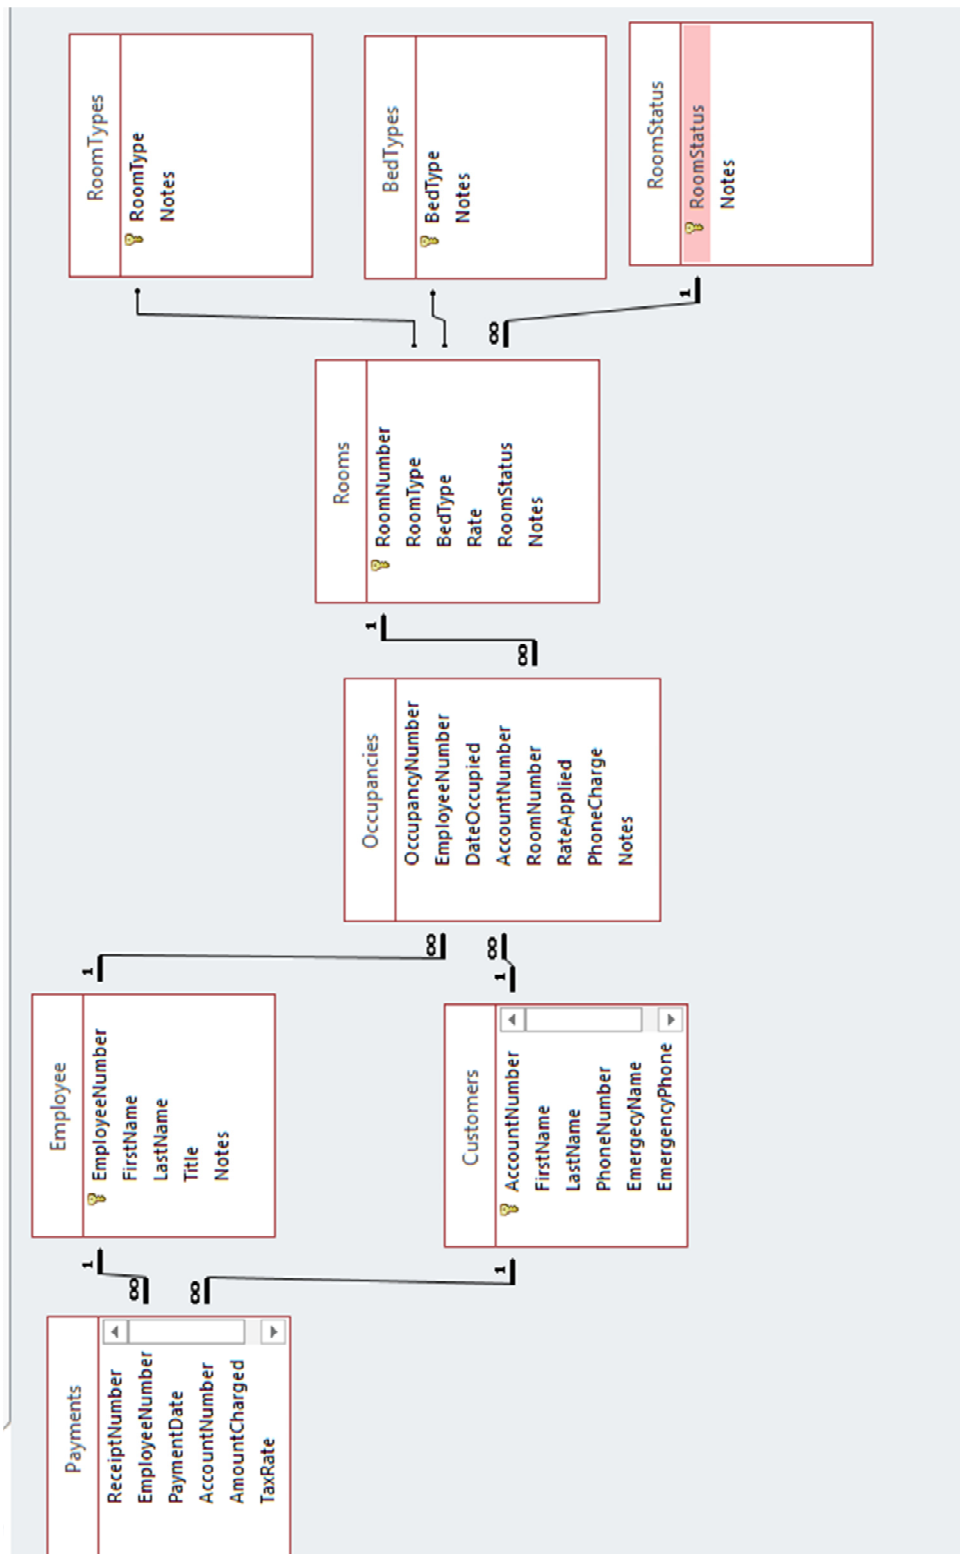 Payments
ReceiptNumber
EmployeeNumber
PaymentDate
AccountNumber
AmountCharged
TaxRate
1
∞
∞
1
Employee
EmployeeNumber
FirstName
LastName
Title
Notes
Customers
AccountNumber
FirstName
LastName
PhoneNumber
EmergecyName
EmergencyPhone
1
∞
∞
1
Occupancies
OccupancyNumber
EmployeeNumber
DateOccupied
AccountNumber
RoomNumber
RateApplied
PhoneCharge
Notes
1
∞
Rooms
RoomNumber
RoomType
BedType
Rate
RoomStatus
Notes
∞
1
RoomTypes
RoomType
Notes
BedTypes
BedType
Notes
RoomStatus
RoomStatus
Notes